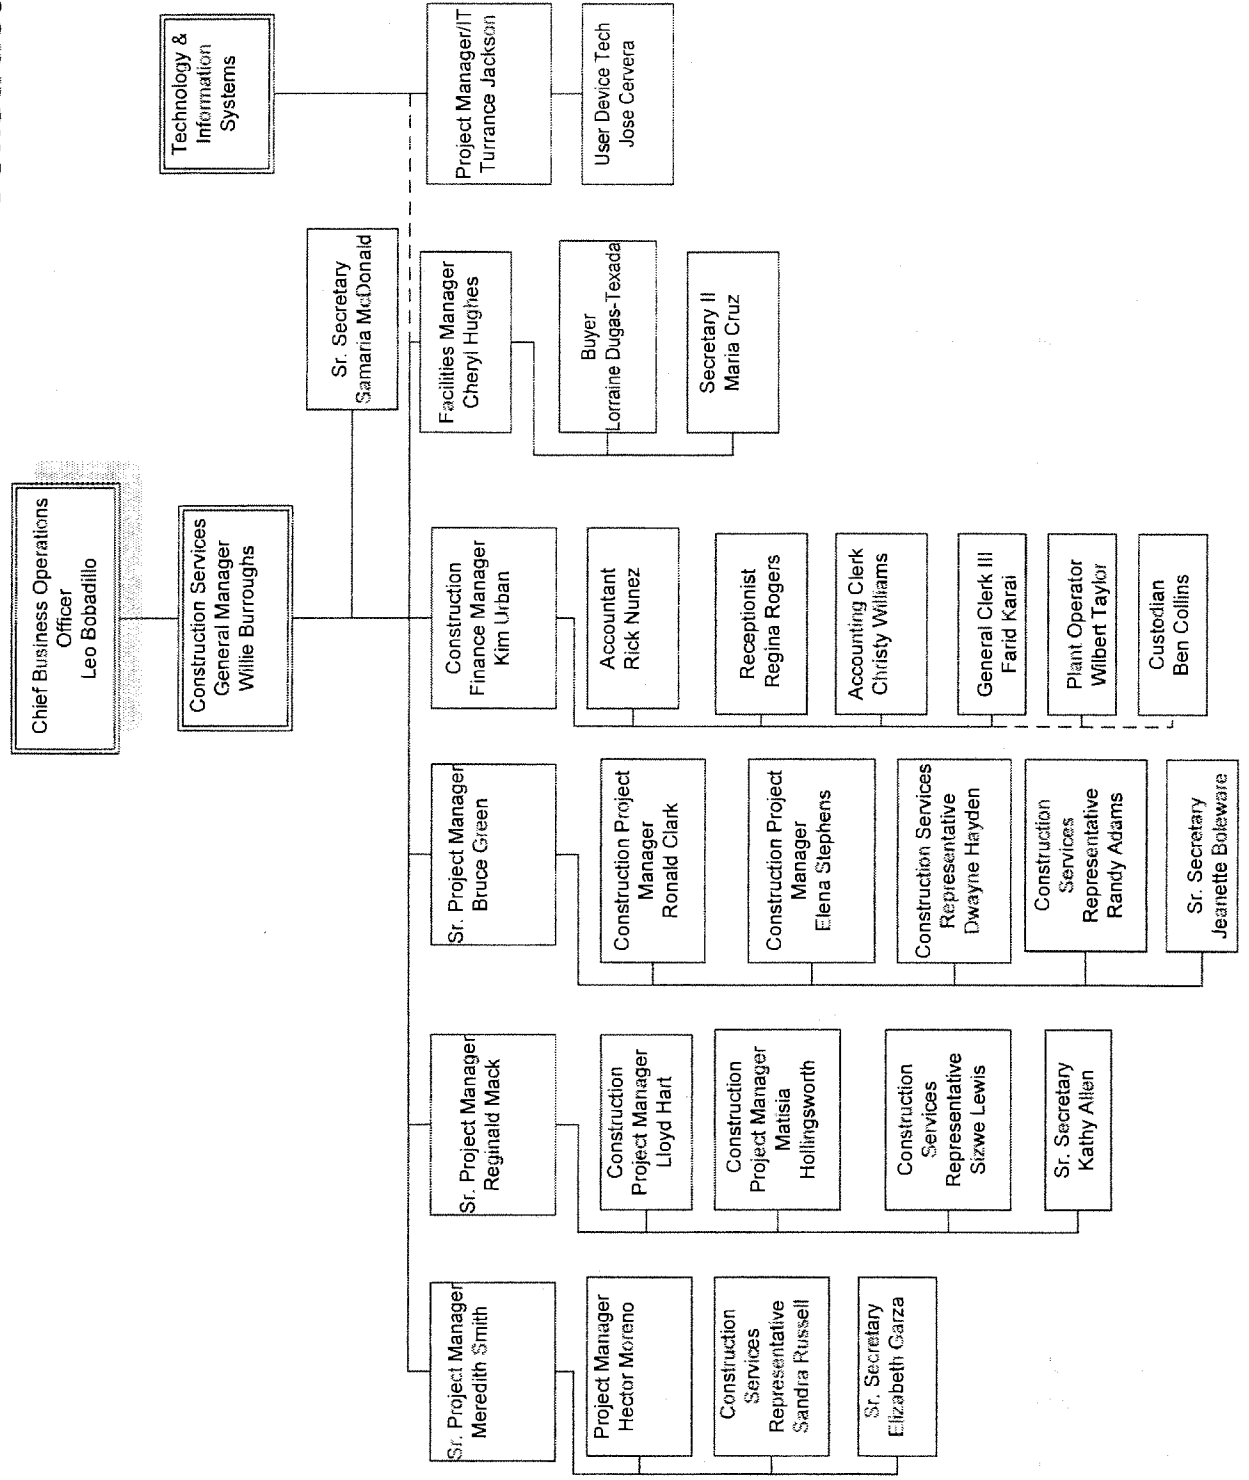 Chief Business Operations
Officer
Leo Bobadillo
Construction Services
General Manager
Willie Burroughs
Technology &
Information
Systems
Sr. Secretary
Samaria McDonald
Sr. Project Manager
Meredith Smith
Project Manager
Hector Moreno
Construction
Services
Representative
Sandra Russell
Sr. Secretary
Elizabeth Garza
Sr. Project Manager
Reginald Mack
Construction
Project Manager
Lloyd Hart
Construction
Project Manager
Matisia
Hollingsworth
Construction
Services
Representative
Sizwe Lewis
Sr. Secretary
Kathy Allen
Sr. Project Manager
Bruce Green
Construction Project
Manager
Ronald Clark
Construction Project
Manager
Elena Stephens
Construction Services
Representative
Dwayne Hayden
Construction
Services
Representative
Randy Adams
Sr. Secretary
Jeanette Boleware
Construction
Finance Manager
Kim Urban
Accountant
Rick Nunez
Receptionist
Regina Rogers
Accounting Clerk
Christy Williams
General Clerk III
Farid Karai
Plant Operator
Wilbert Taylor
Custodian
Ben Collins
Facilities Manager
Cheryl Hughes
Buyer
Lorraine Dugas-Texada
Secretary II
Maria Cruz
Project Manager/IT
Turrance Jackson
User Device Tech
Jose Cervera